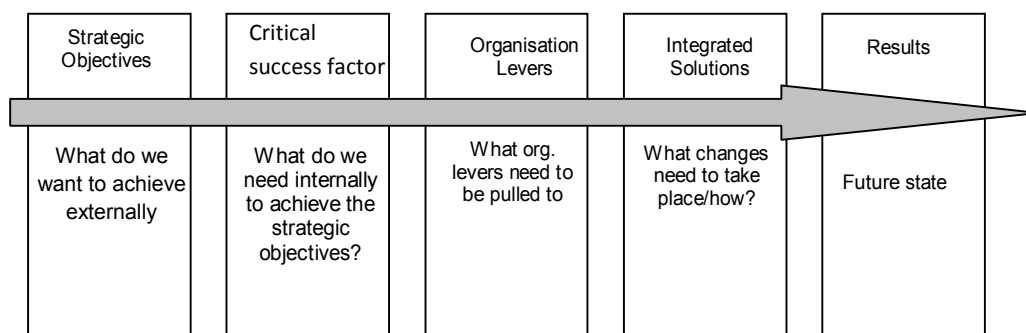 Strategic
Objectives
Critical
success factor
Organisation
Levers
Integrated
Solutions
Results
What do we
want to achieve
externally
What do we
need internally
to achieve the
strategic
objectives?
What org.
levers need to
be pulled to
What changes
need to take
place/how?
Future state